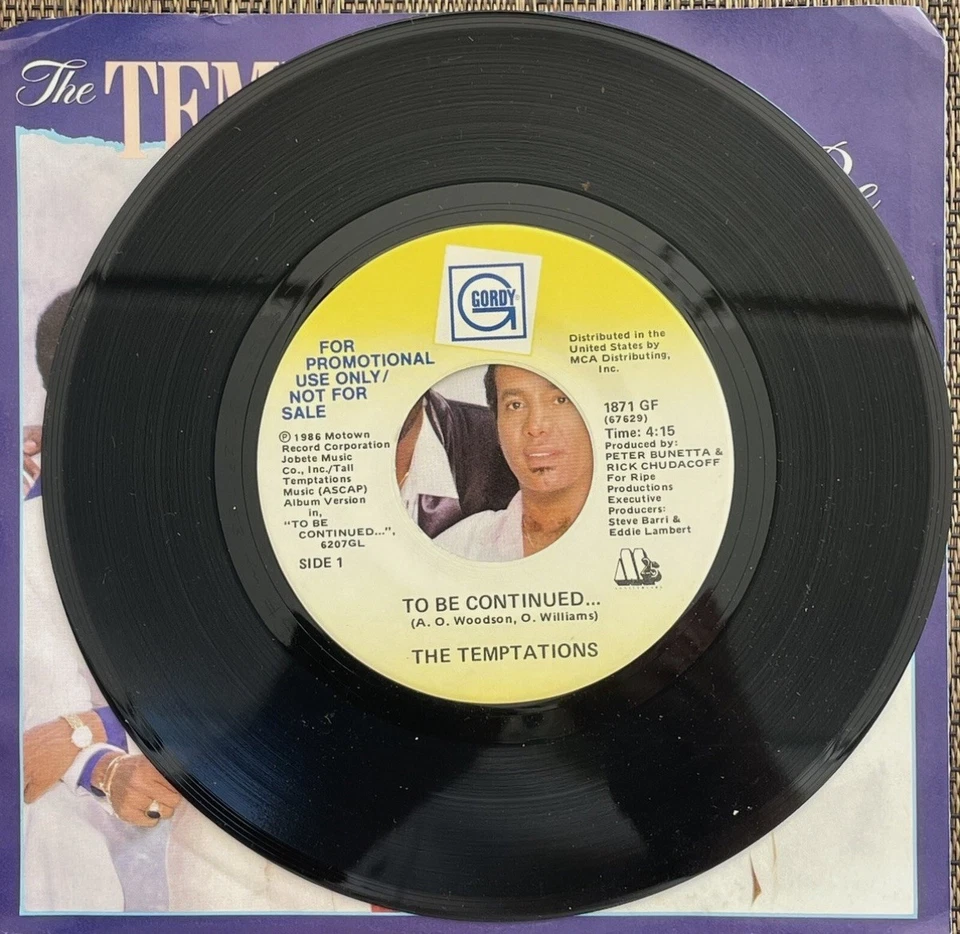 The TEM
Be
GORDY
G
FOR
PROMOTIONAL
USE ONLY/
NOT FOR
SALE
℗ 1986 Motown
Record Corporation
Jobete Music
Co., Inc./Tall
Temptations
Music (ASCAP)
Album Version
in,
"TO BE
CONTINUED...",
6207GL
SIDE 1
Distributed in the
United States by
MCA Distributing,
Inc.
1871 GF
(67629)
Time: 4:15
Produced by:
PETER BUNETTA &
RICK CHUDACOFF
For Ripe
Productions
Executive
Producers:
Steve Barri &
Eddie Lambert
M
TO BE CONTINUED...
(A. O. Woodson, O. Williams)
THE TEMPTATIONS